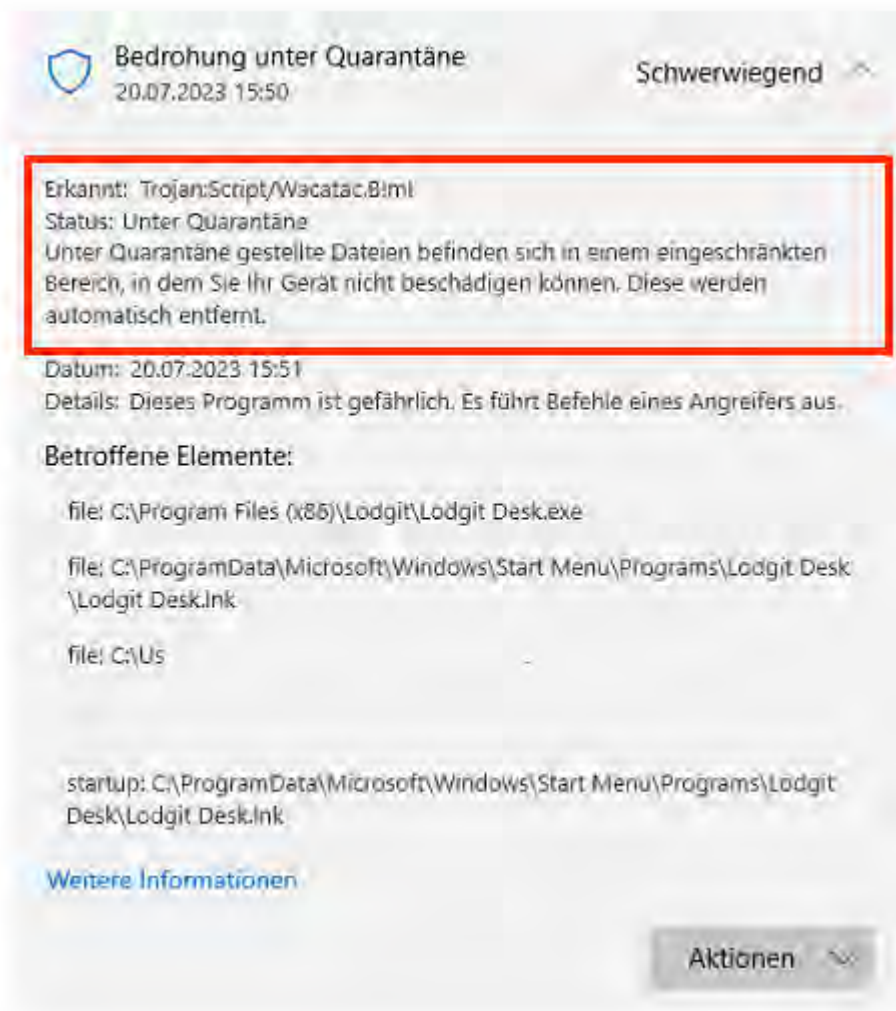 Bedrohung unter Quarantäne
20.07.2023 15:50
Schwerwiegend
Erkannt: Trojan:Script/Wacatac.B!ml
Status: Unter Quarantäne
Unter Quarantäne gestellte Dateien befinden sich in einem eingeschränkten
Bereich, in dem Sie Ihr Gerät nicht beschädigen können. Diese werden
automatisch entfernt.
Datum: 20.07.2023 15:51
Details: Dieses Programm ist gefährlich. Es führt Befehle eines Angreifers aus.
Betroffene Elemente:
file: C:\Program Files (x86)\Lodgit\Lodgit Desk.exe
file: C:\ProgramData\Microsoft\Windows\Start Menu\Programs\Lodgit Desk
\Lodgit Desk.lnk
file: C:\Us
startup: C:\ProgramData\Microsoft\Windows\Start Menu\Programs\Lodgit
Desk\Lodgit Desk.lnk
Weitere Informationen
Aktionen